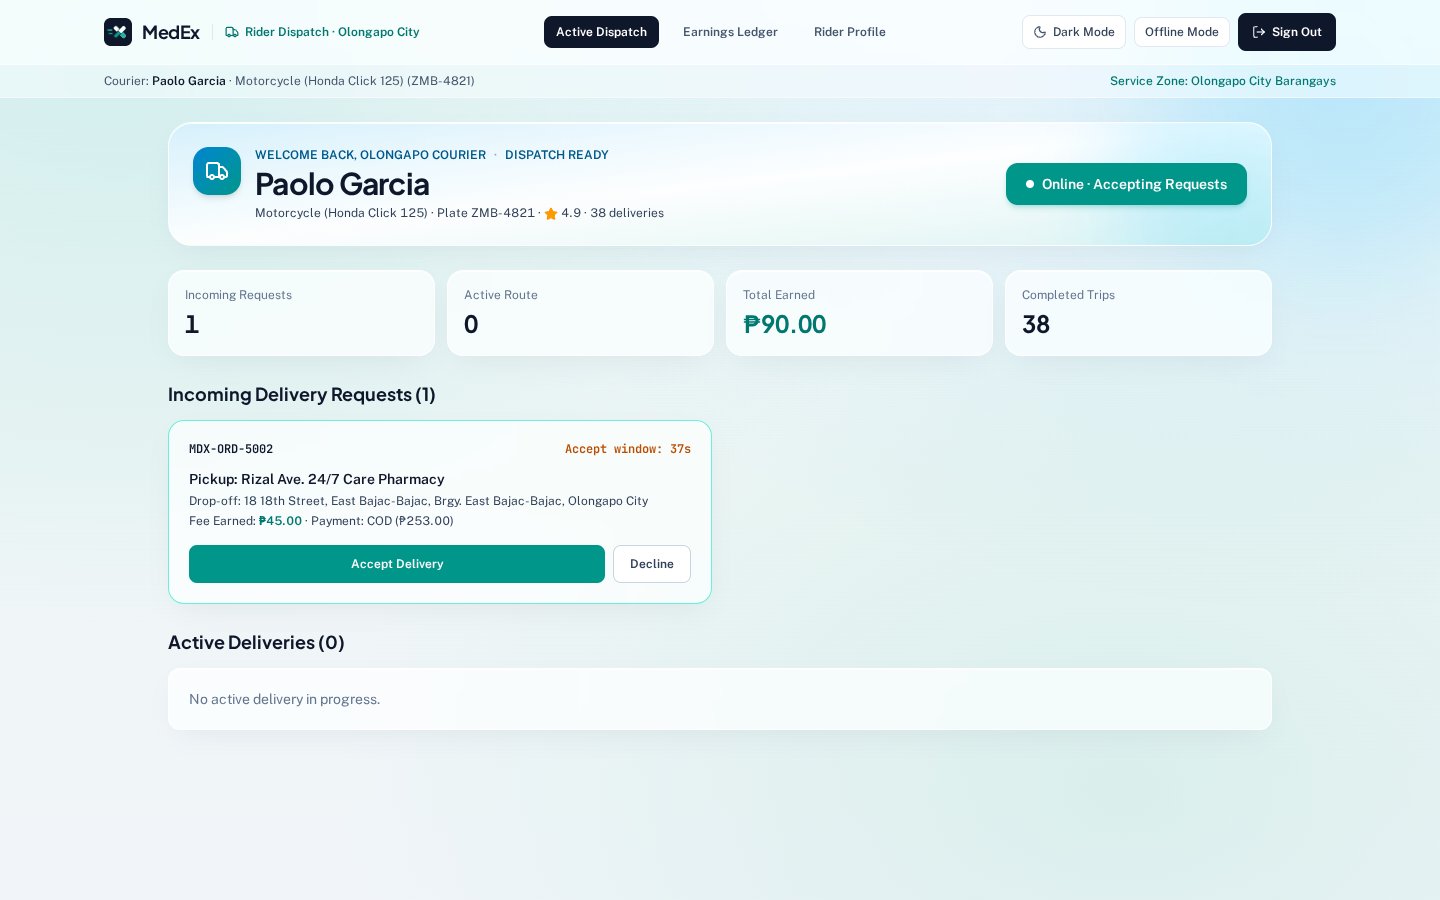 MedEx
Rider Dispatch · Olongapo City
Active Dispatch
Earnings Ledger
Rider Profile
Dark Mode
Offline Mode
Sign Out
Courier: Paolo Garcia · Motorcycle (Honda Click 125) (ZMB-4821)
Service Zone: Olongapo City Barangays
WELCOME BACK, OLONGAPO COURIER · DISPATCH READY
Paolo Garcia
Motorcycle (Honda Click 125) · Plate ZMB-4821 · ⭐ 4.9 · 38 deliveries
Online · Accepting Requests
Incoming Requests
1
Active Route
0
Total Earned
₱90.00
Completed Trips
38
Incoming Delivery Requests (1)
MDX-ORD-5002
Accept window: 37s
Pickup: Rizal Ave. 24/7 Care Pharmacy
Drop-off: 18 18th Street, East Bajac-Bajac, Brgy. East Bajac-Bajac, Olongapo City
Fee Earned: ₱45.00 · Payment: COD (₱253.00)
Accept Delivery
Decline
Active Deliveries (0)
No active delivery in progress.